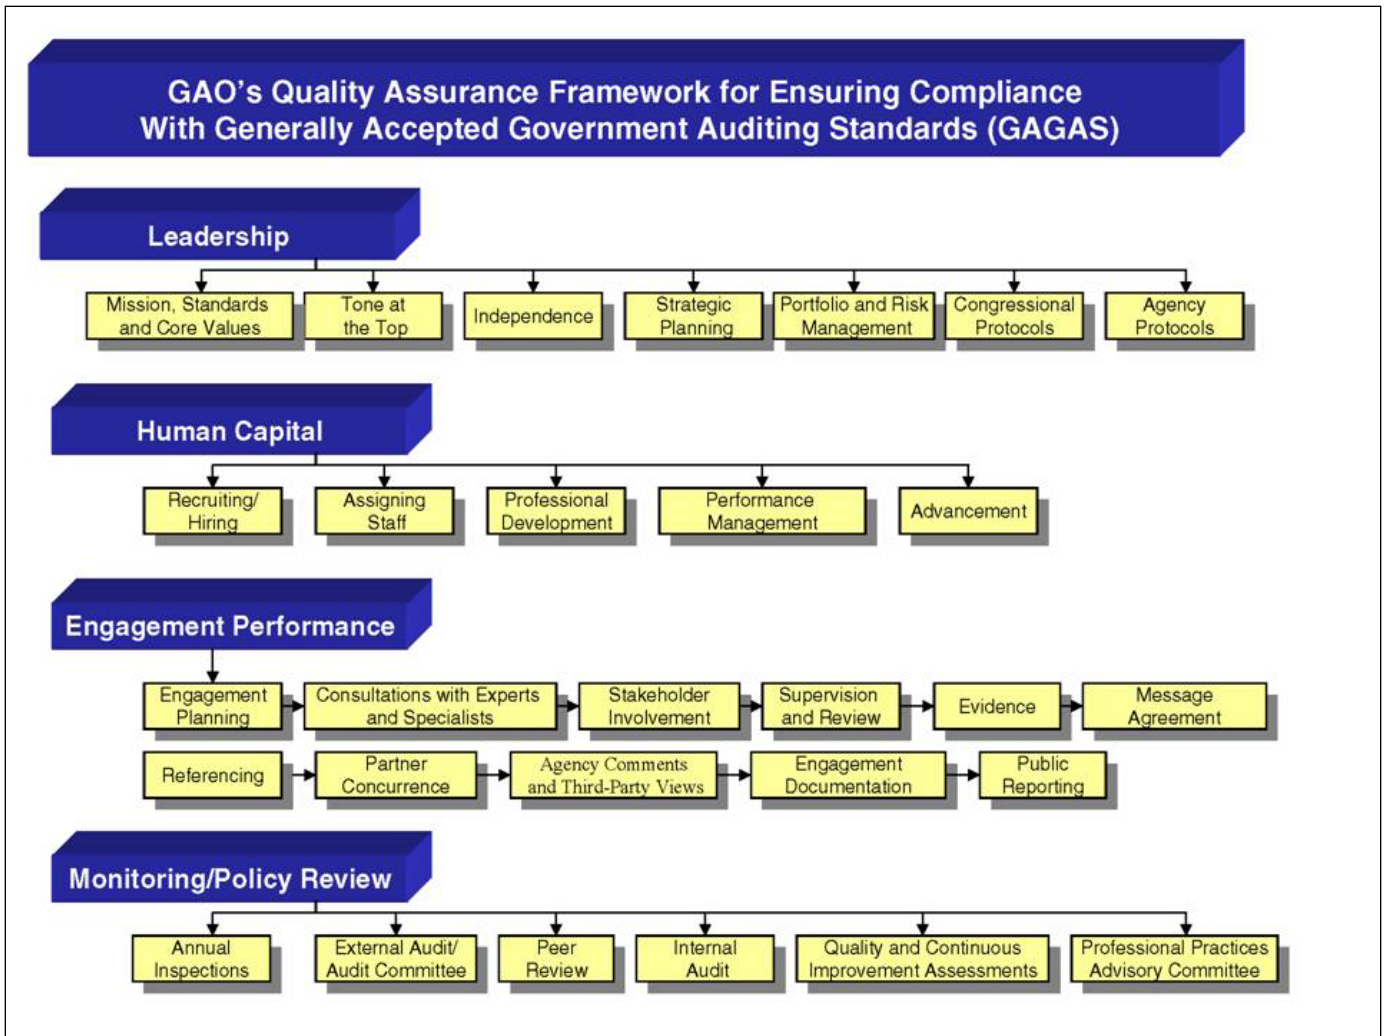 GAO's Quality Assurance Framework for Ensuring Compliance
With Generally Accepted Government Auditing Standards (GAGAS)
Leadership
Mission, Standards
and Core Values
Tone at
the Top
Independence
Strategic
Planning
Portfolio and Risk
Management
Congressional
Protocols
Agency
Protocols
Human Capital
Recruiting/
Hiring
Assigning
Staff
Professional
Development
Performance
Management
Advancement
Engagement Performance
Engagement
Planning
Consultations with Experts
and Specialists
Stakeholder
Involvement
Supervision
and Review
Evidence
Message
Agreement
Referencing
Partner
Concurrence
Agency Comments
and Third-Party Views
Engagement
Documentation
Public
Reporting
Monitoring/Policy Review
Annual
Inspections
External Audit/
Audit Committee
Peer
Review
Internal
Audit
Quality and Continuous
Improvement Assessments
Professional Practices
Advisory Committee